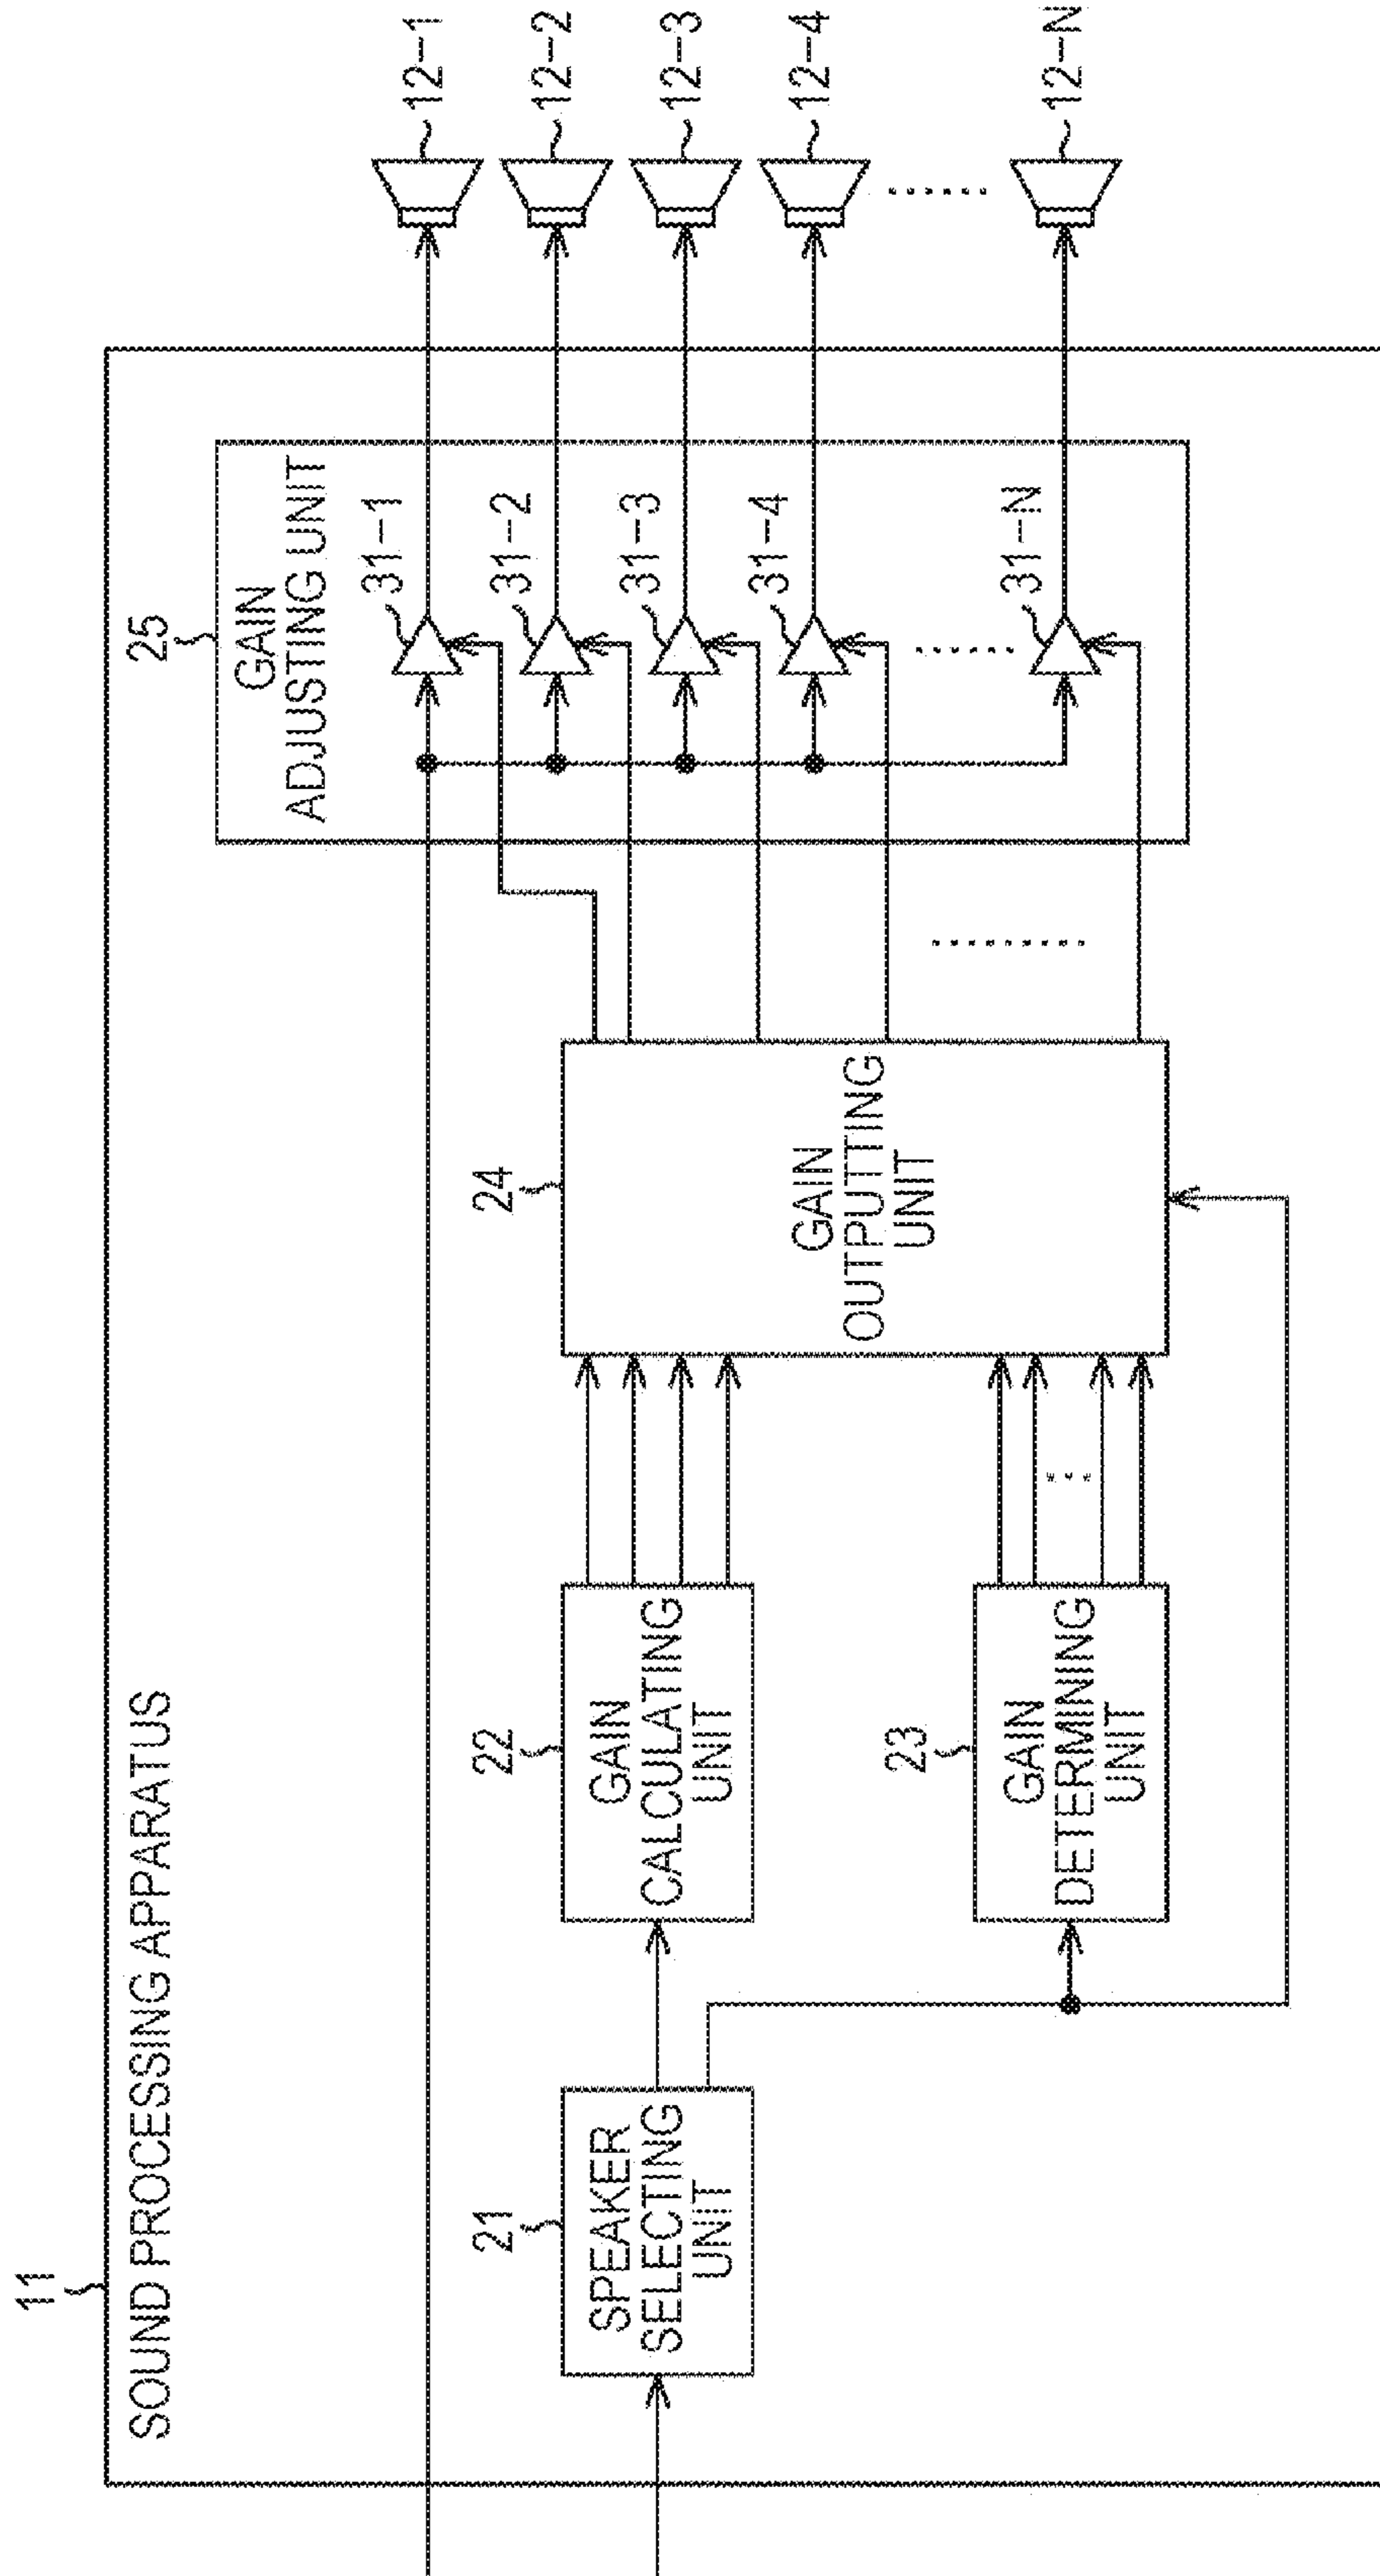 11
SOUND PROCESSING APPARATUS
21
SPEAKER
SELECTING
UNIT
22
GAIN
CALCULATING
UNIT
23
GAIN
DETERMINING
UNIT
24
GAIN
OUTPUTTING
UNIT
25
GAIN
ADJUSTING UNIT
31-1
31-2
31-3
31-4
31-N
12-1
12-2
12-3
12-4
12-N